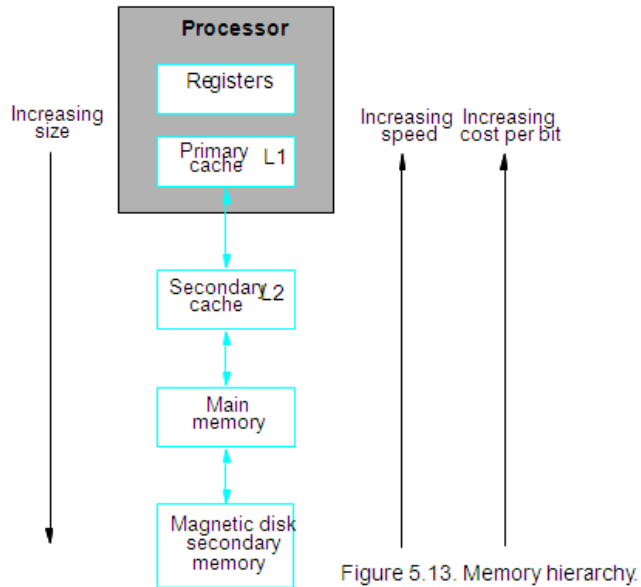 Processor
Registers
Increasing
size
Increasing
speed
Increasing
cost per bit
Primary
cache
L1
Secondary
cache
L2
Main
memory
Magnetic disk
secondary
memory
Figure 5.13. Memory hierarchy.